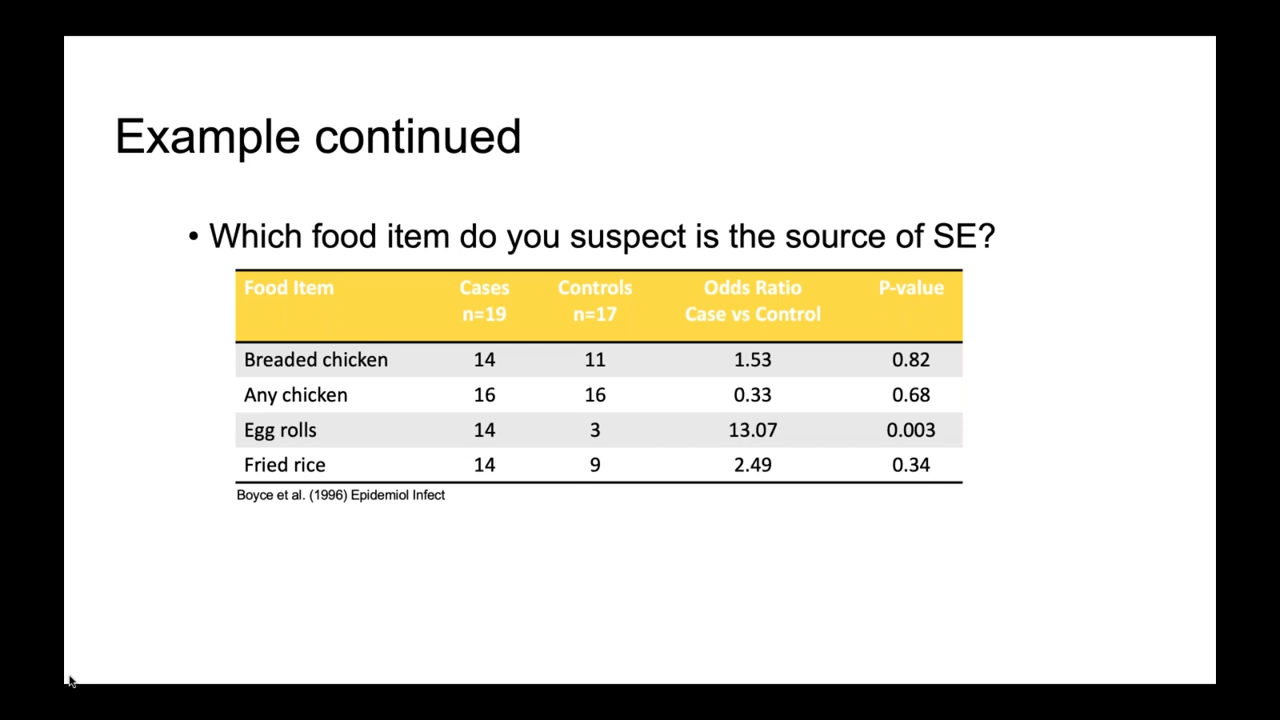 Example continued
• Which food item do you suspect is the source of SE?
Food Item Cases Controls Odds Ratio P-value
n=19 n=17 Case vs Control
Breaded chicken 14 11 1.53 0.82
Any chicken 16 16 0.33 0.68
Egg rolls 14 3 13.07 0.003
Fried rice 14 9 2.49 0.34
Boyce et al. (1996) Epidemiol Infect